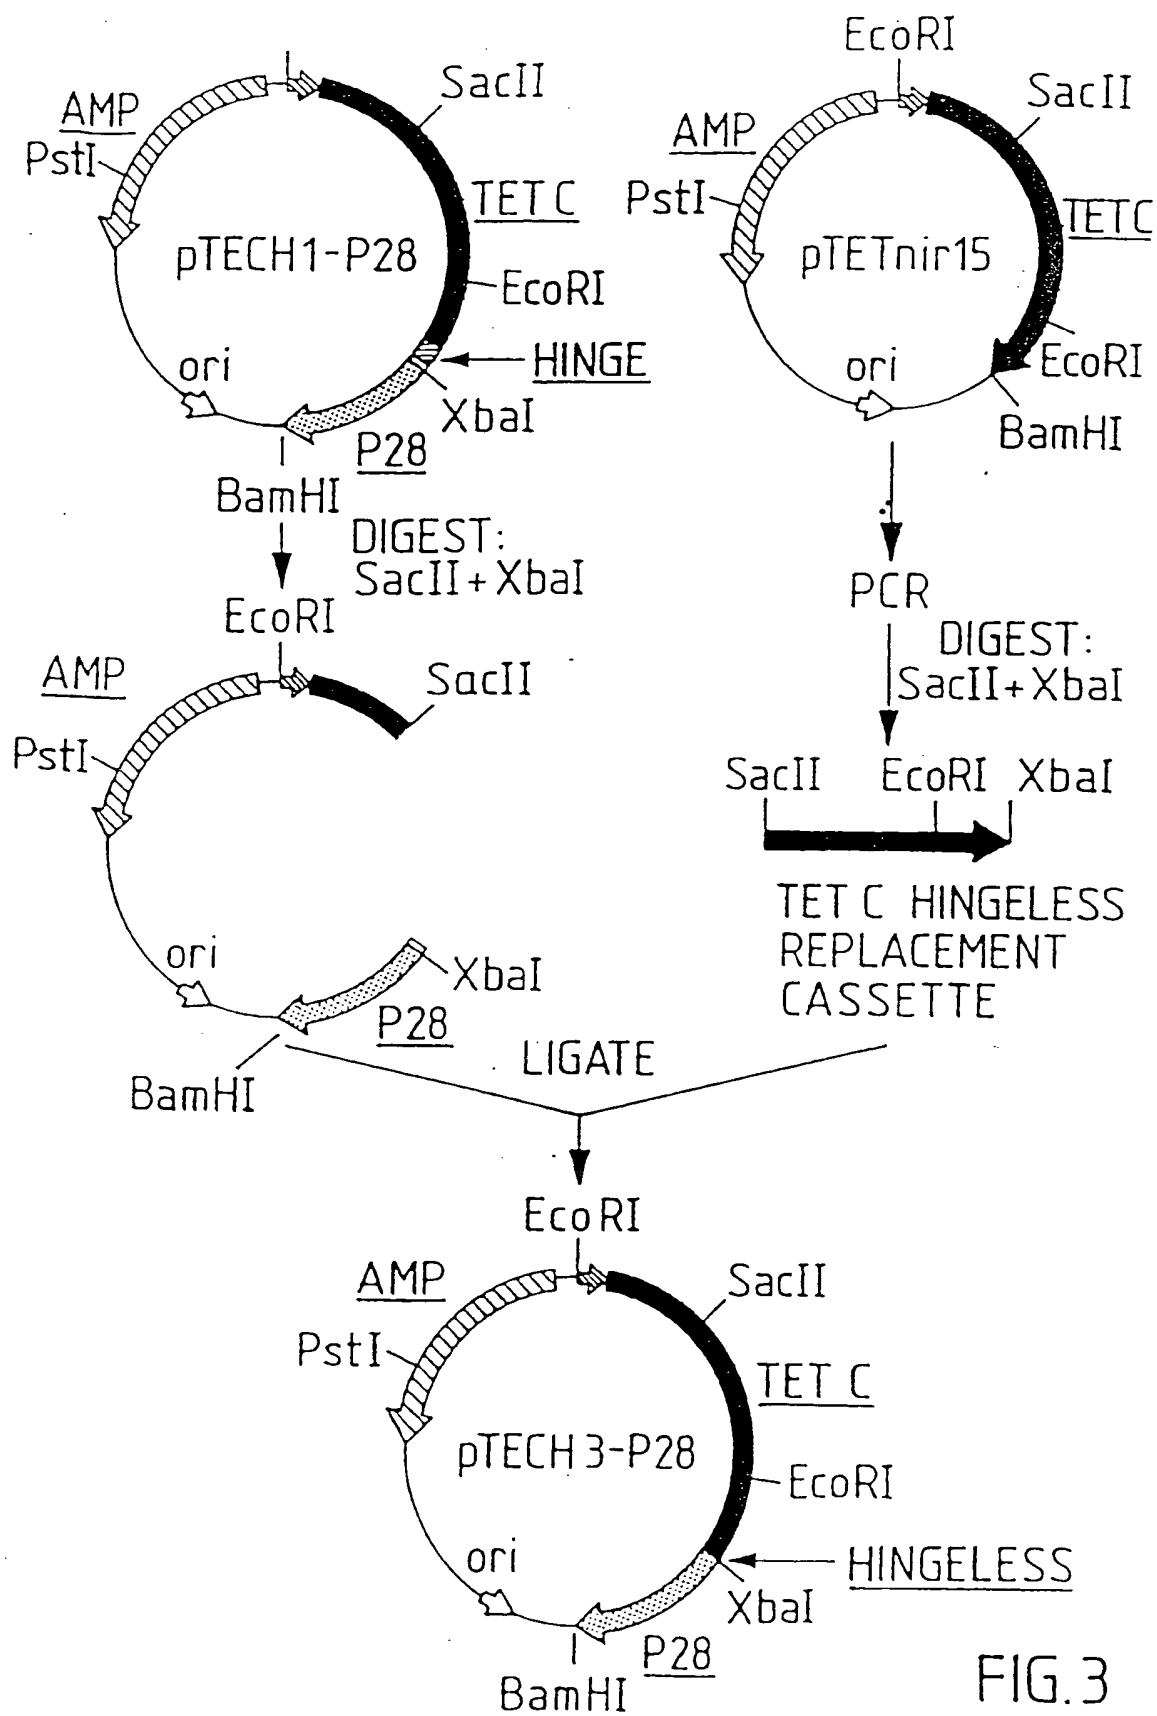 EcoRI
SacII
AMP
PstI
TET C
pTECH1-P28
EcoRI
HINGE
ori
XbaI
P28
BamHI
SacII
AMP
PstI
TETC
pTETnir15
ori
EcoRI
BamHI
DIGEST:
SacII+XbaI
PCR
DIGEST:
SacII+XbaI
EcoRI
AMP
SacII
PstI
ori
XbaI
P28
BamHI
SacII
EcoRI
XbaI
TET C HINGELESS
REPLACEMENT
CASSETTE
LIGATE
EcoRI
AMP
SacII
PstI
TET C
pTECH3-P28
EcoRI
ori
HINGELESS
XbaI
P28
BamHI
FIG.3